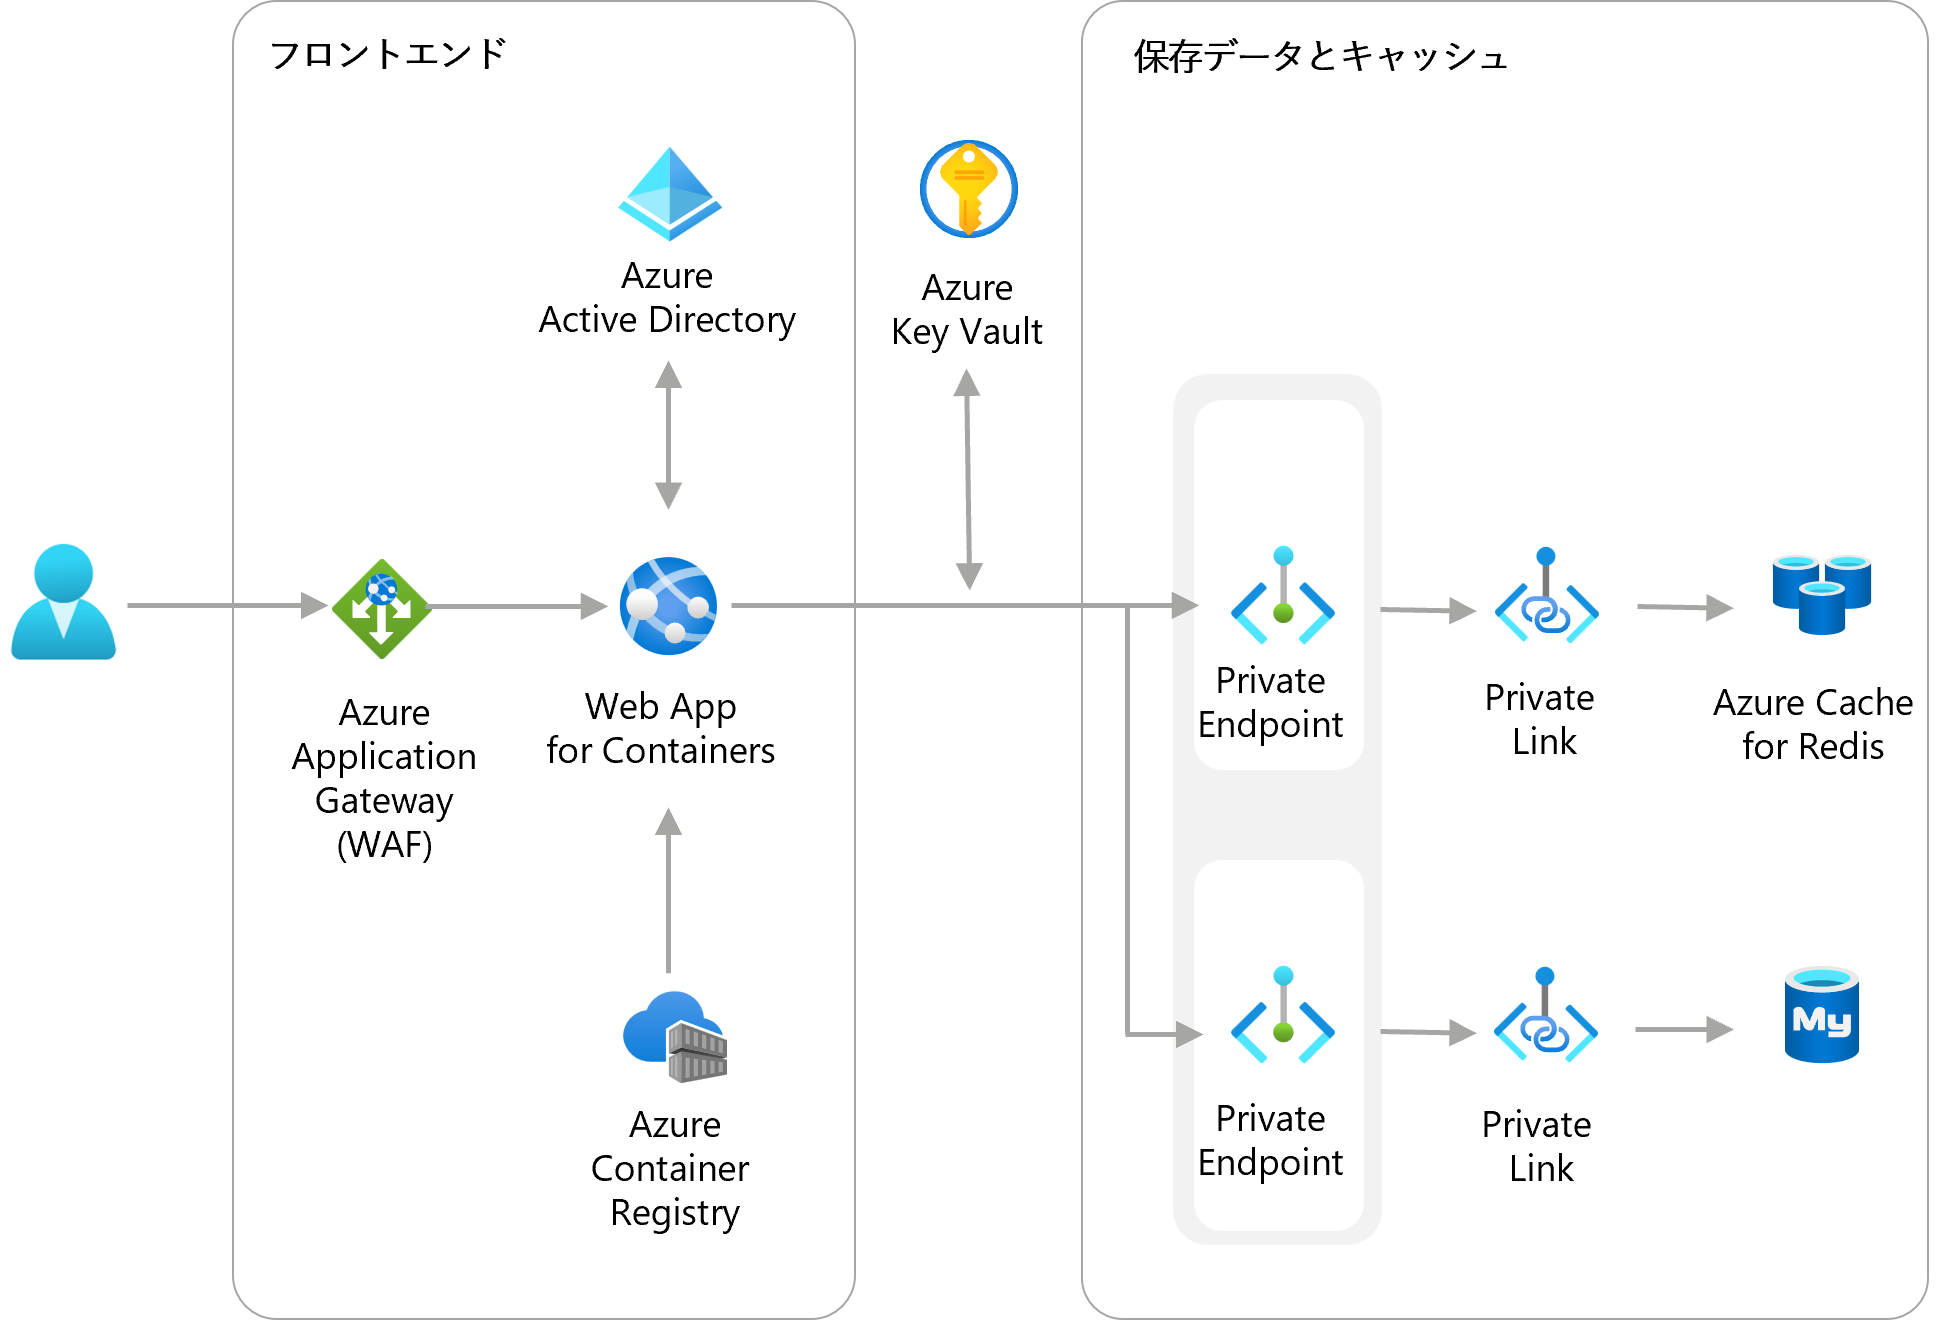 フロントエンド
保存データとキャッシュ
Azure
Active Directory
Azure
Key Vault
Azure
Application
Gateway
(WAF)
Web App
for Containers
Private
Endpoint
Private
Link
Azure Cache
for Redis
Azure
Container
Registry
Private
Endpoint
Private
Link
My